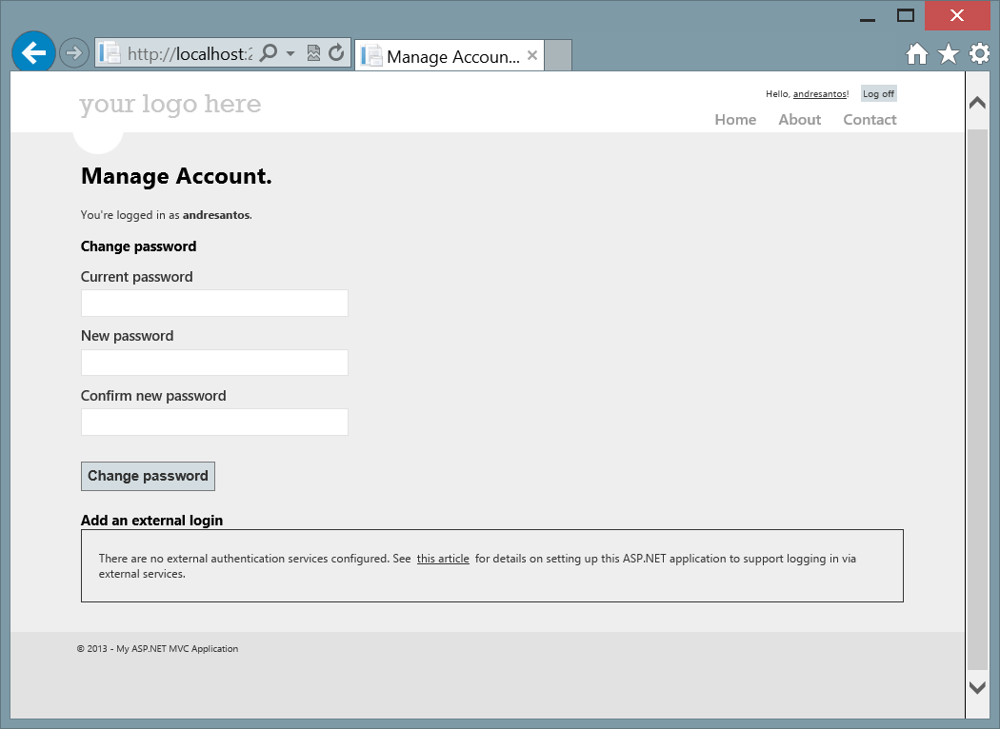 http://localhost:2
Manage Accoun...
your logo here
Hello, andresantos!
Log off
Home About Contact
Manage Account.
You're logged in as andresantos.
Change password
Current password
New password
Confirm new password
Change password
Add an external login
There are no external authentication services configured. See this article for details on setting up this ASP.NET application to support logging in via
external services.
© 2013 - My ASP.NET MVC Application